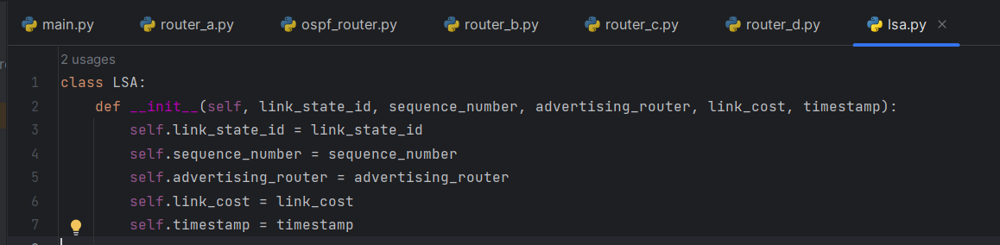 main.py router_a.py ospf_router.py router_b.py router_c.py router_d.py lsa.py
2 usages
1 class LSA:
2     def __init__(self, link_state_id, sequence_number, advertising_router, link_cost, timestamp):
3         self.link_state_id = link_state_id
4         self.sequence_number = sequence_number
5         self.advertising_router = advertising_router
6         self.link_cost = link_cost
7         self.timestamp = timestamp